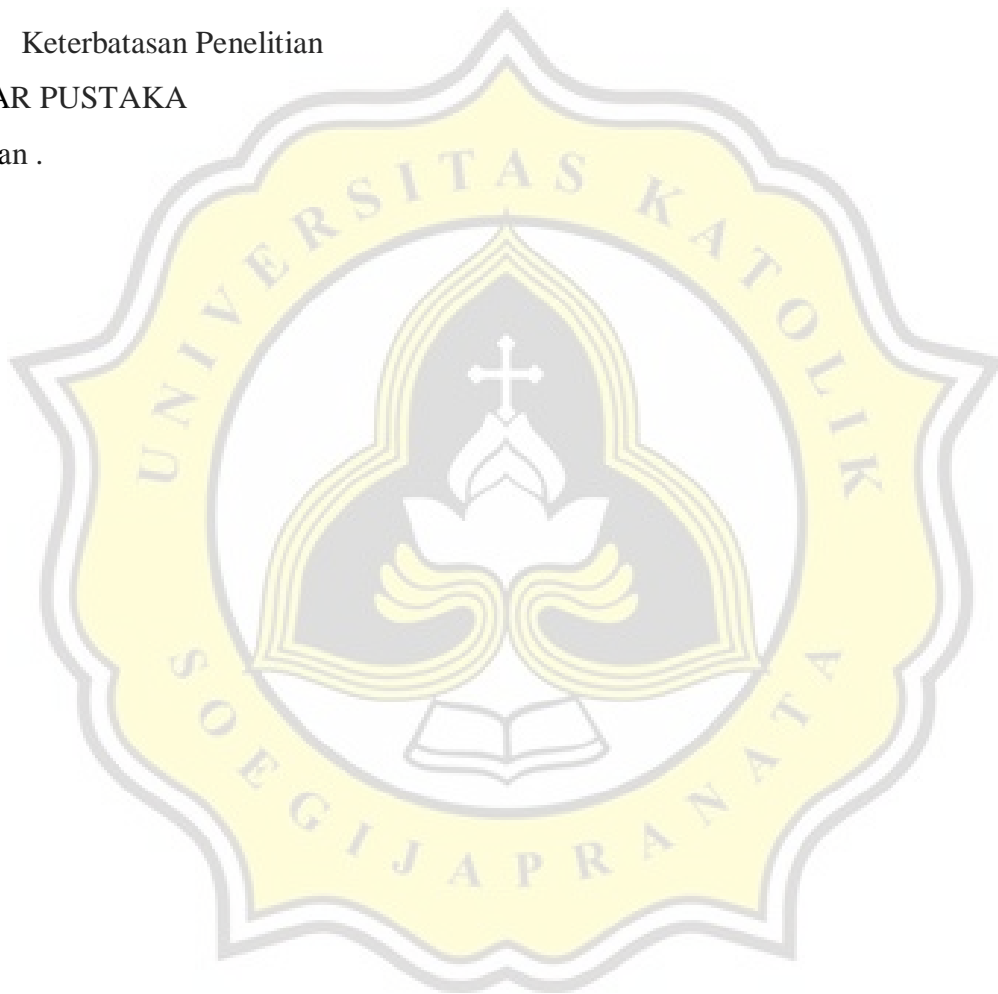 Keterbatasan Penelitian
AR PUSTAKA
an .
UNIVERSITAS KATOLIK
SOEGIJAPRANATA